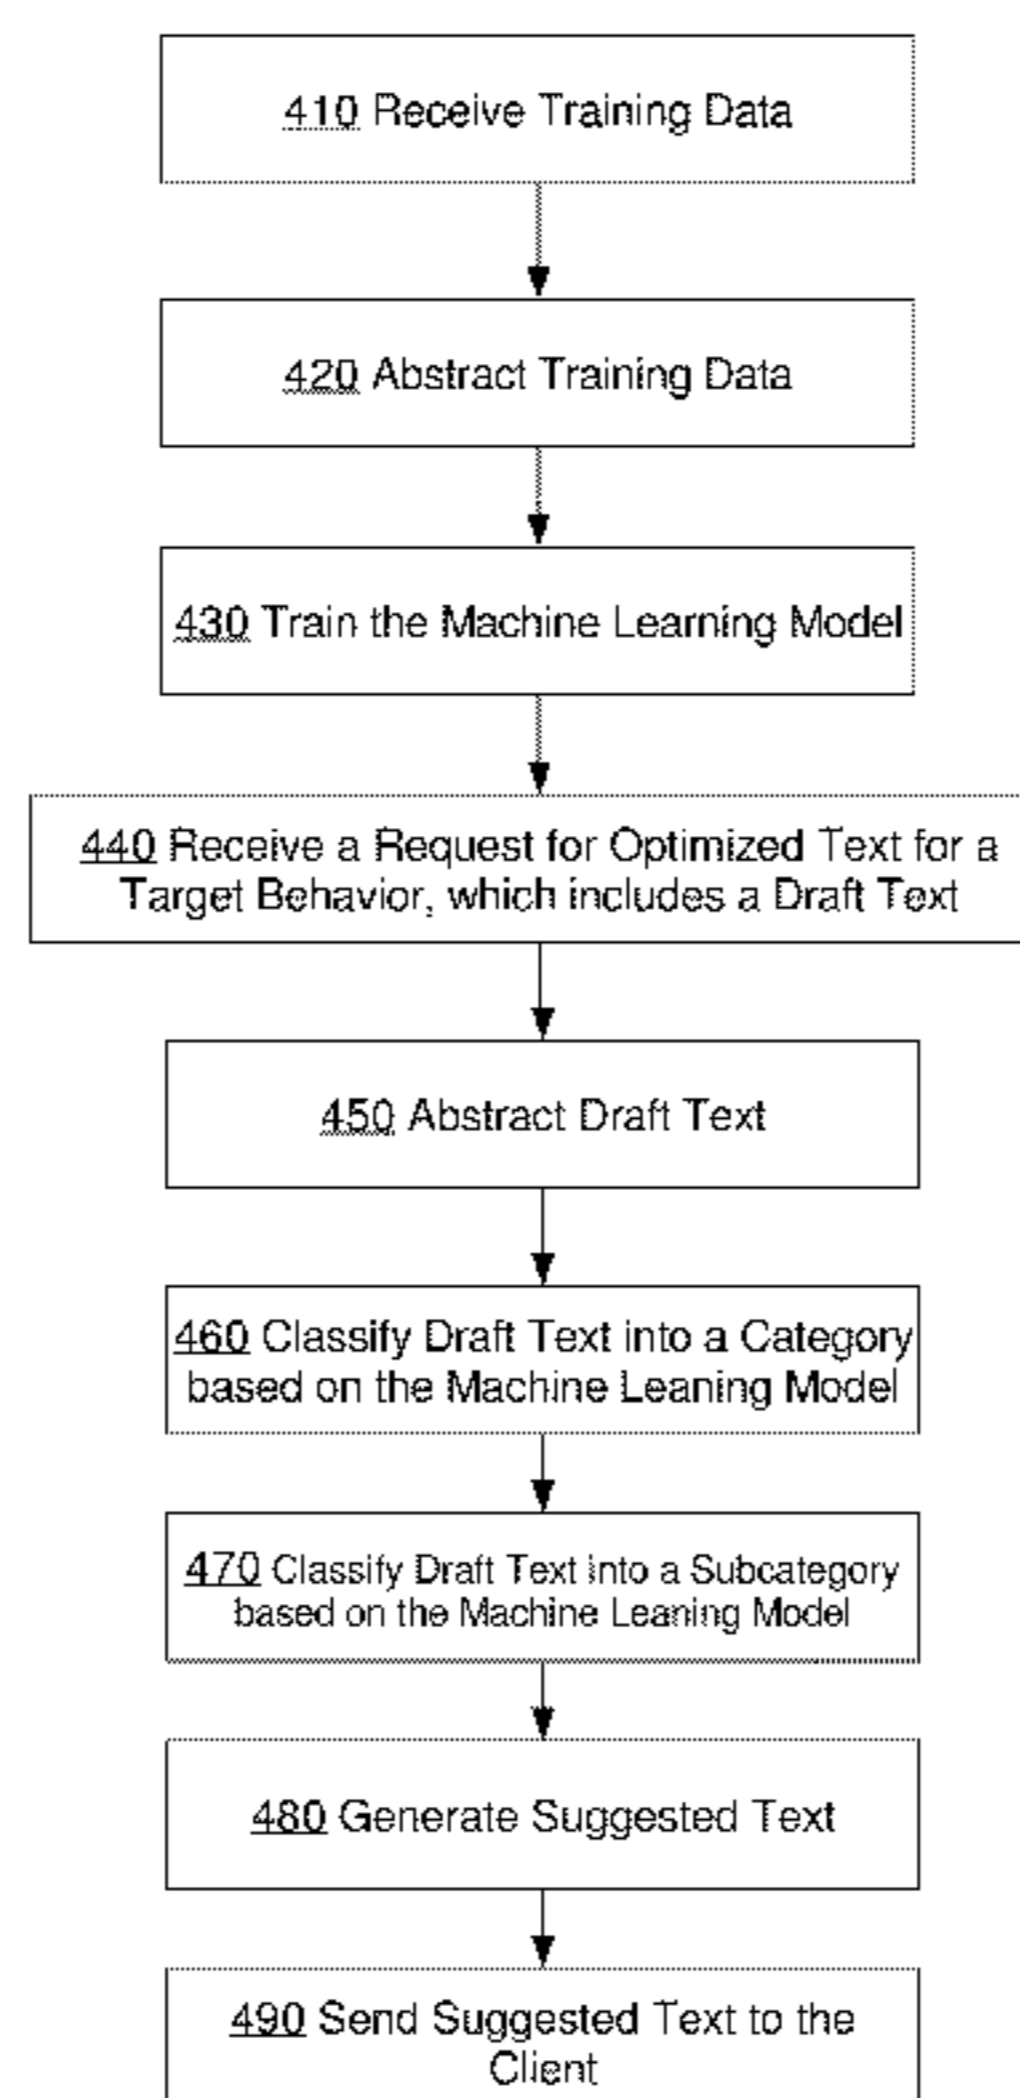 410 Receive Training Data
420 Abstract Training Data
430 Train the Machine Learning Model
440 Receive a Request for Optimized Text for a
Target Behavior, which includes a Draft Text
450 Abstract Draft Text
460 Classify Draft Text into a Category
based on the Machine Leaning Model
470 Classify Draft Text into a Subcategory
based on the Machine Leaning Model
480 Generate Suggested Text
490 Send Suggested Text to the
Client